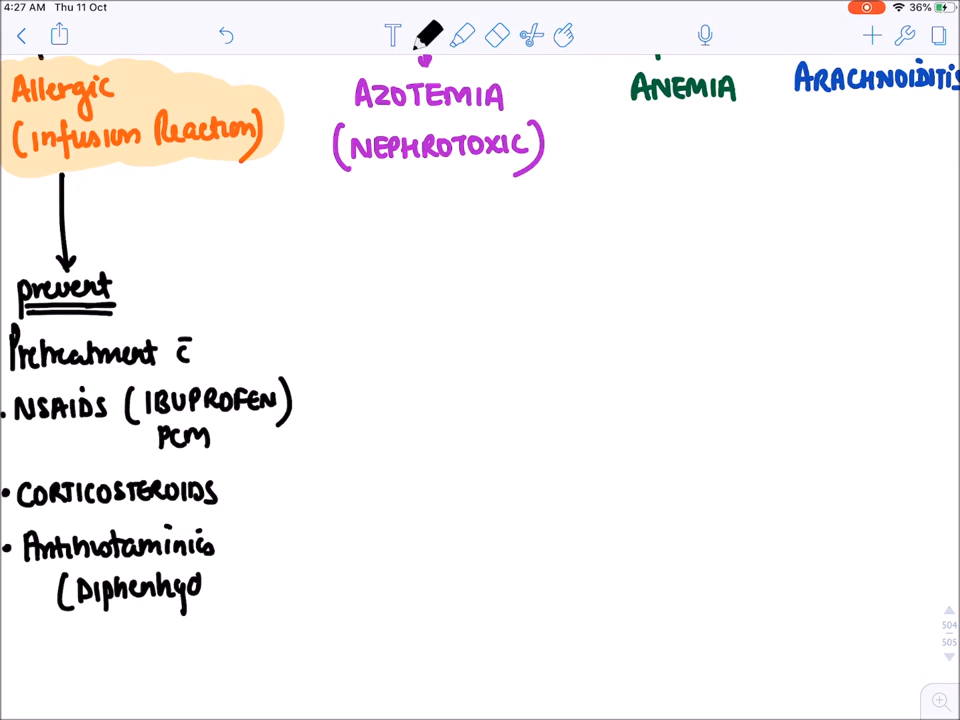 4:27 AM Thu 11 Oct
36%
Allergic
(Infusion Reaction)
AZOTEMIA
(NEPHROTOXIC)
ANEMIA
ARACHNOIDITIS
prevent
Pretreatment c̄
• NSAIDS (IBUPROFEN)
PCM
• CORTICOSTEROIDS
• Antihistaminics
(Diphenhyd
504
505